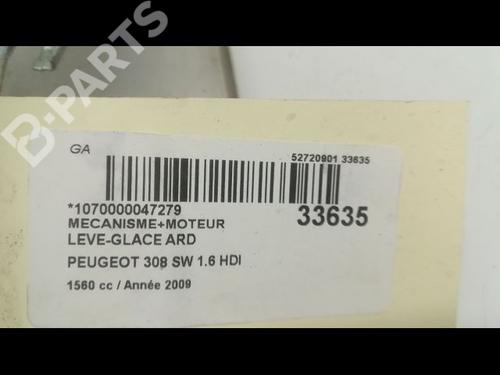 GA
52720901 33635
*1070000047279
33635
MECANISME+MOTEUR
LEVE-GLACE ARD
PEUGEOT 308 SW 1.6 HDI
1560 cc / Année 2009
B-PARTS